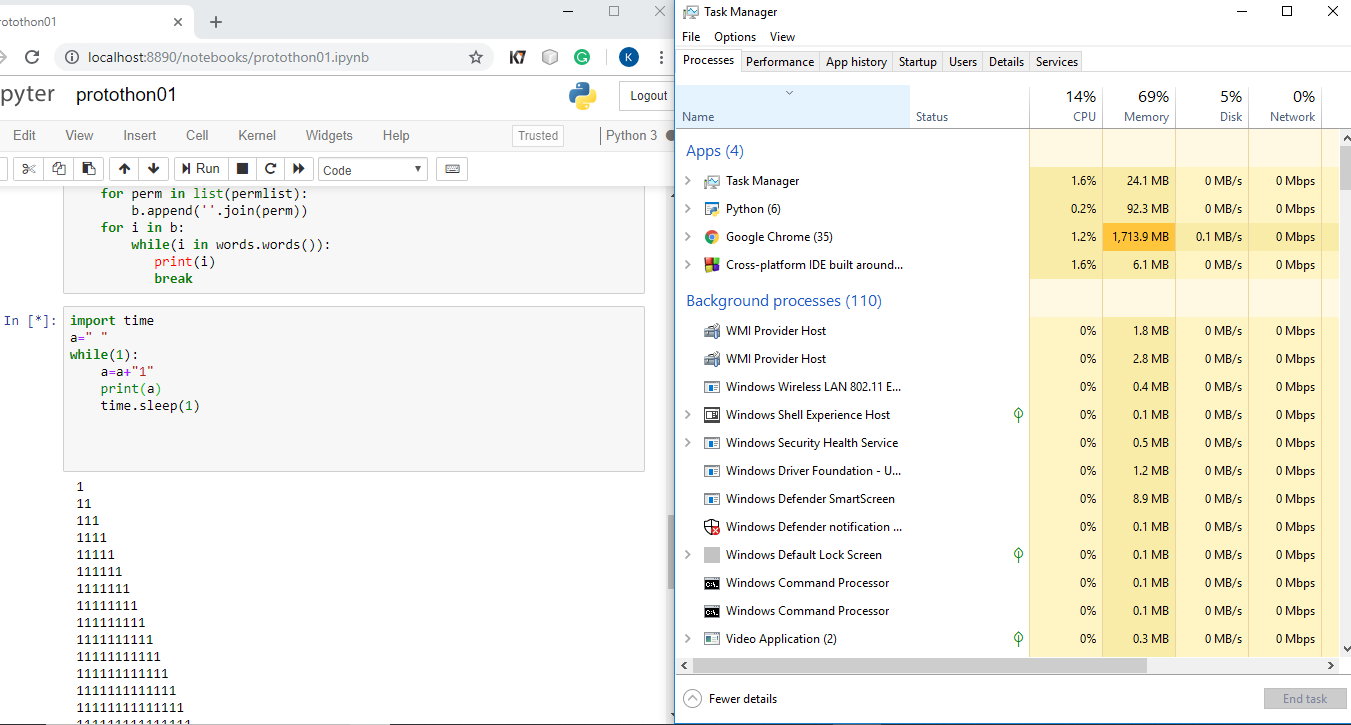 rotothon01
localhost:8890/notebooks/protothon01.ipynb
K7
K
pyter protothon01
Logout
Edit View Insert Cell Kernel Widgets Help
Trusted
Python 3
Run
Code
for perm in list(permlist):
b.append(''.join(perm))
for i in b:
while(i in words.words()):
print(i)
break
In [*]:
import time
a=" "
while(1):
a=a+"1"
print(a)
time.sleep(1)
1
11
111
1111
11111
111111
1111111
11111111
111111111
1111111111
11111111111
111111111111
1111111111111
11111111111111
111111111111111
Task Manager
File Options View
Processes Performance App history Startup Users Details Services
14% 69% 5% 0%
Name Status CPU Memory Disk Network
Apps (4)
Task Manager 1.6% 24.1 MB 0 MB/s 0 Mbps
Python (6) 0.2% 92.3 MB 0 MB/s 0 Mbps
Google Chrome (35) 1.2% 1,713.9 MB 0.1 MB/s 0 Mbps
Cross-platform IDE built around... 1.6% 6.1 MB 0 MB/s 0 Mbps
Background processes (110)
WMI Provider Host 0% 1.8 MB 0 MB/s 0 Mbps
WMI Provider Host 0% 2.8 MB 0 MB/s 0 Mbps
Windows Wireless LAN 802.11 E... 0% 0.4 MB 0 MB/s 0 Mbps
Windows Shell Experience Host 0% 0.1 MB 0 MB/s 0 Mbps
Windows Security Health Service 0% 0.5 MB 0 MB/s 0 Mbps
Windows Driver Foundation - U... 0% 1.2 MB 0 MB/s 0 Mbps
Windows Defender SmartScreen 0% 8.9 MB 0 MB/s 0 Mbps
Windows Defender notification ... 0% 0.1 MB 0 MB/s 0 Mbps
Windows Default Lock Screen 0% 0.1 MB 0 MB/s 0 Mbps
Windows Command Processor 0% 0.1 MB 0 MB/s 0 Mbps
Windows Command Processor 0% 0.1 MB 0 MB/s 0 Mbps
Video Application (2) 0% 0.3 MB 0 MB/s 0 Mbps
Fewer details
End task